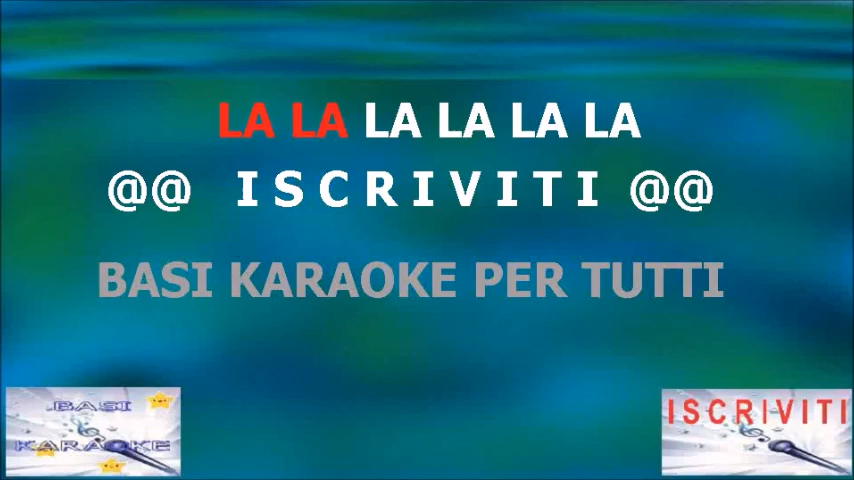 LA LA LA LA LA LA
@@ I S C R I V I T I @@
BASI KARAOKE PER TUTTI
BASI
KARAOKE
ISCRIVITI